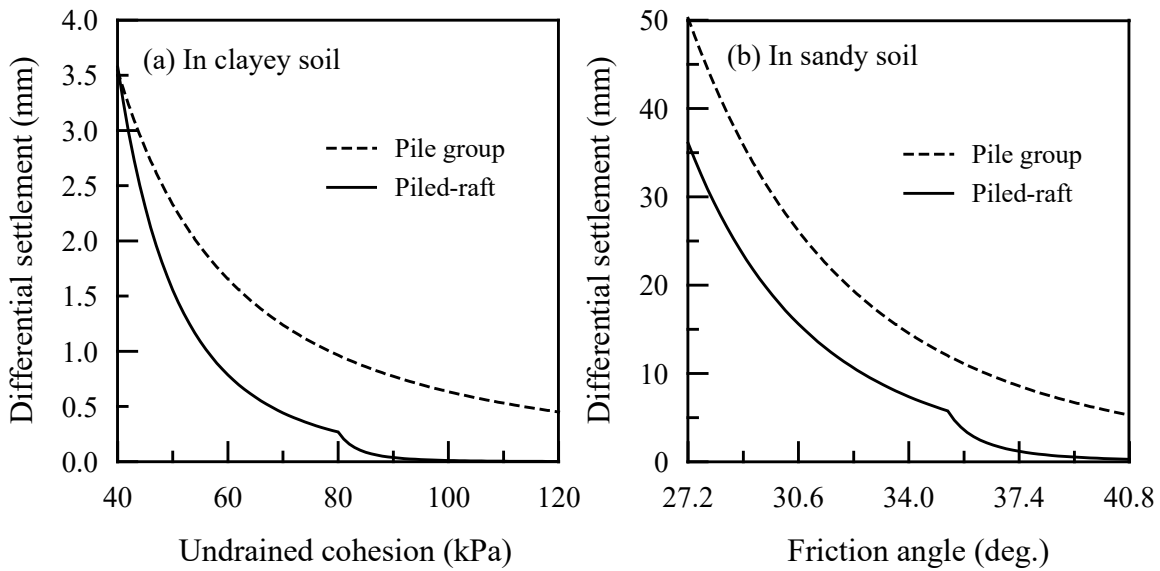 Differential settlement (mm)
4.0
3.5
3.0
2.5
2.0
1.5
1.0
0.5
0.0
(a) In clayey soil
Pile group
Piled-raft
40
60
80
100
120
Undrained cohesion (kPa)
Differential settlement (mm)
50
40
30
20
10
0
(b) In sandy soil
Pile group
Piled-raft
27.2
30.6
34.0
37.4
40.8
Friction angle (deg.)